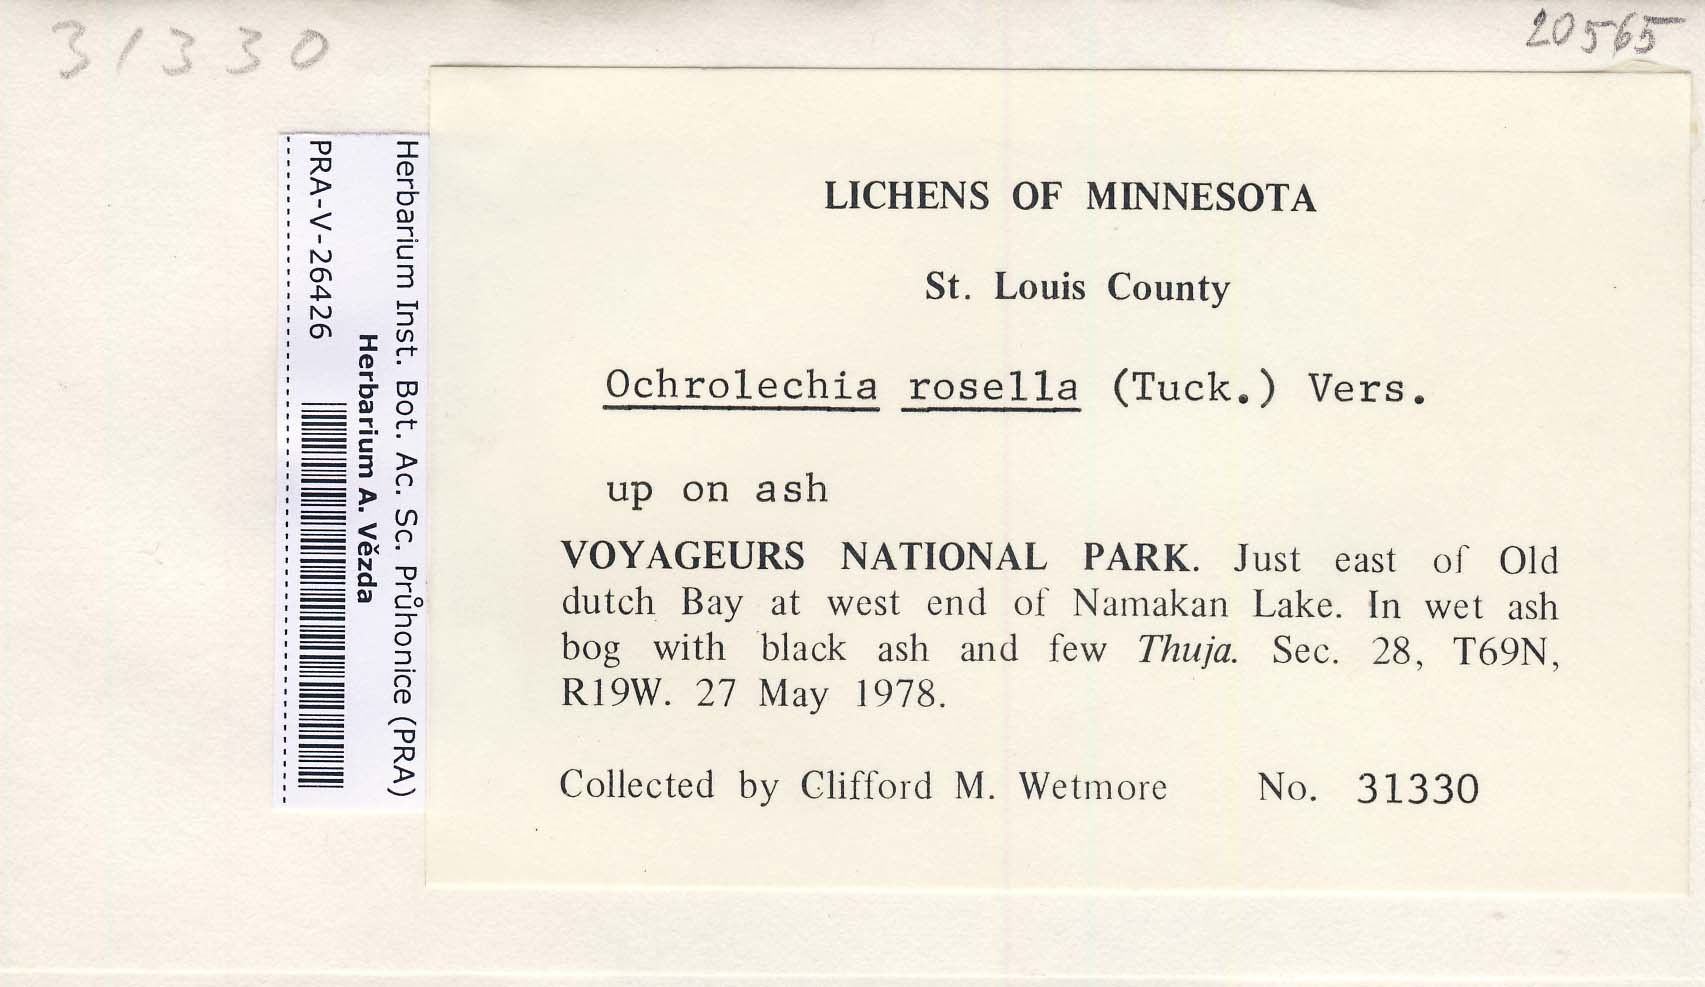 31330
20565
Herbarium Inst. Bot. Ac. Sc. Průhonice (PRA)
Herbarium A. Vězda
PRA-V-26426
LICHENS OF MINNESOTA
St. Louis County
Ochrolechia rosella (Tuck.) Vers.
up on ash
VOYAGEURS NATIONAL PARK. Just east of Old
dutch Bay at west end of Namakan Lake. In wet ash
bog with black ash and few Thuja. Sec. 28, T69N,
R19W. 27 May 1978.
Collected by Clifford M. Wetmore No. 31330